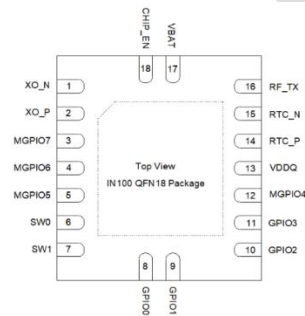 CHIP_EN
VBAT
18
17
XO_N 1
XO_P 2
MGPIO7 3
MGPIO6 4
MGPIO5 5
SW0 6
SW1 7
16 RF_TX
15 RTC_N
14 RTC_P
13 VDDQ
12 MGPIO4
11 GPIO3
10 GPIO2
Top View
IN100 QFN18 Package
8
9
GPIO0
GPIO1